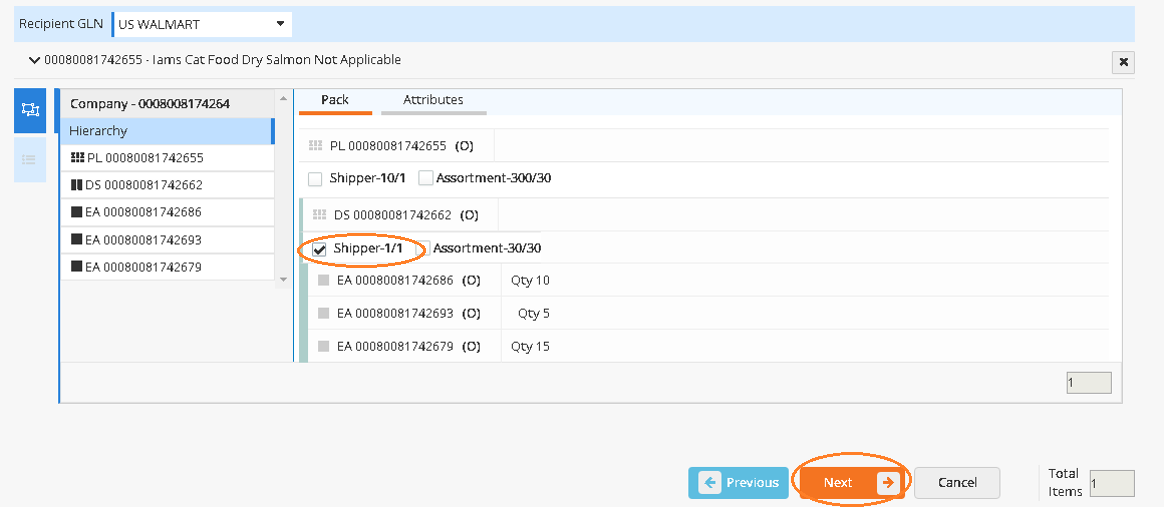 Recipient GLN US WALMART
00080081742655 - Iams Cat Food Dry Salmon Not Applicable
Company - 0008008174264
Hierarchy
PL 00080081742655
DS 00080081742662
EA 00080081742686
EA 00080081742693
EA 00080081742679
Pack Attributes
PL 00080081742655 (O)
Shipper-10/1 Assortment-300/30
DS 00080081742662 (O)
Shipper-1/1 Assortment-30/30
EA 00080081742686 (O) Qty 10
EA 00080081742693 (O) Qty 5
EA 00080081742679 (O) Qty 15
1
Previous Next Cancel Total
Items 1